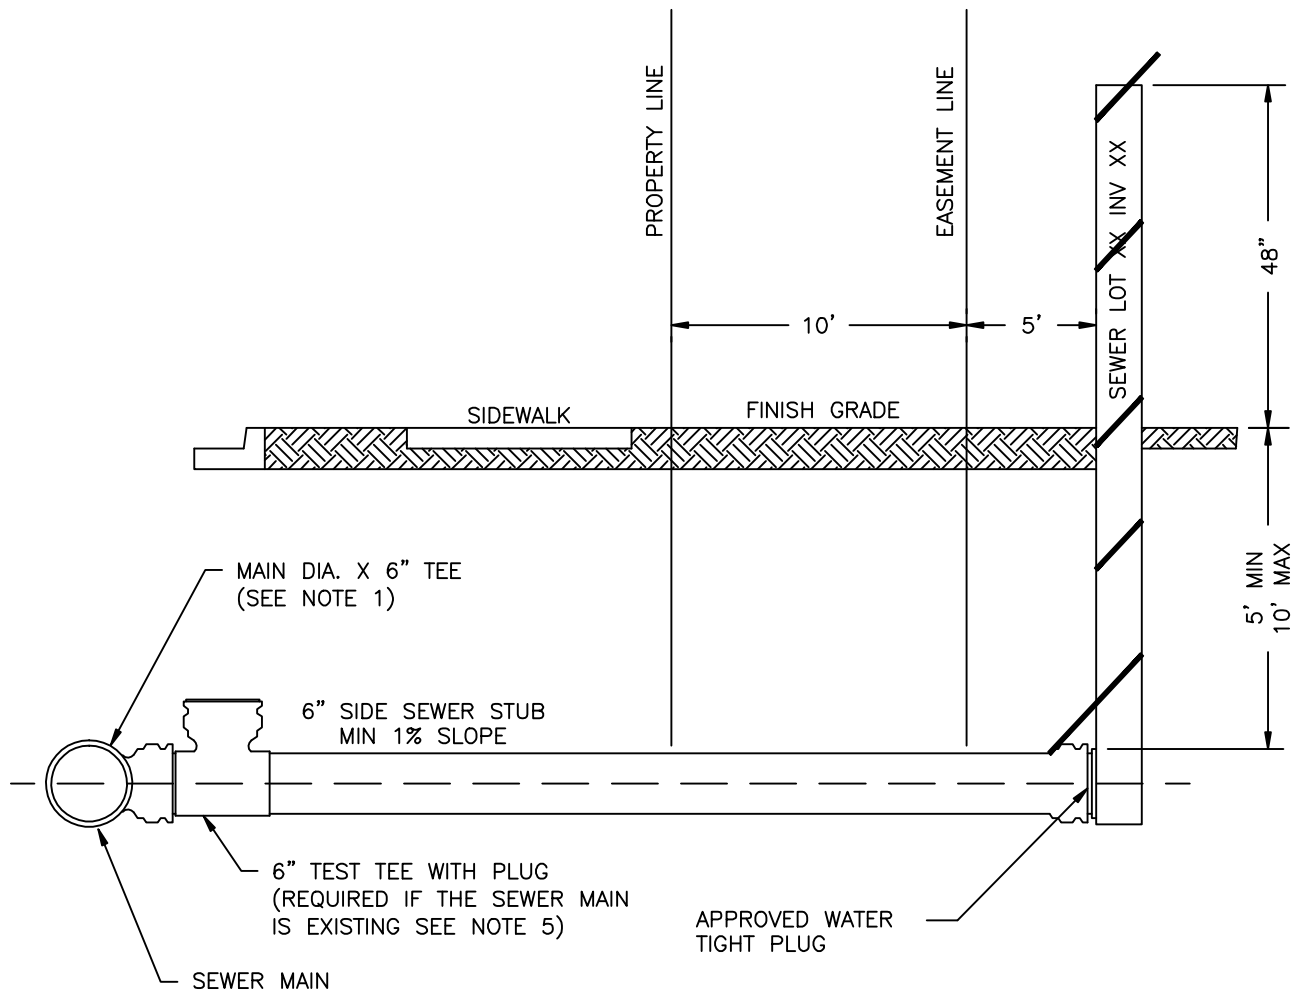 PROPERTY LINE
EASEMENT LINE
SEWER LOT XX INV XX
48”
10’
5’
SIDEWALK
FINISH GRADE
5’ MIN
10’ MAX
MAIN DIA. X 6” TEE
(SEE NOTE 1)
6” SIDE SEWER STUB
MIN 1% SLOPE
6” TEST TEE WITH PLUG
(REQUIRED IF THE SEWER MAIN
IS EXISTING SEE NOTE 5)
APPROVED WATER
TIGHT PLUG
SEWER MAIN